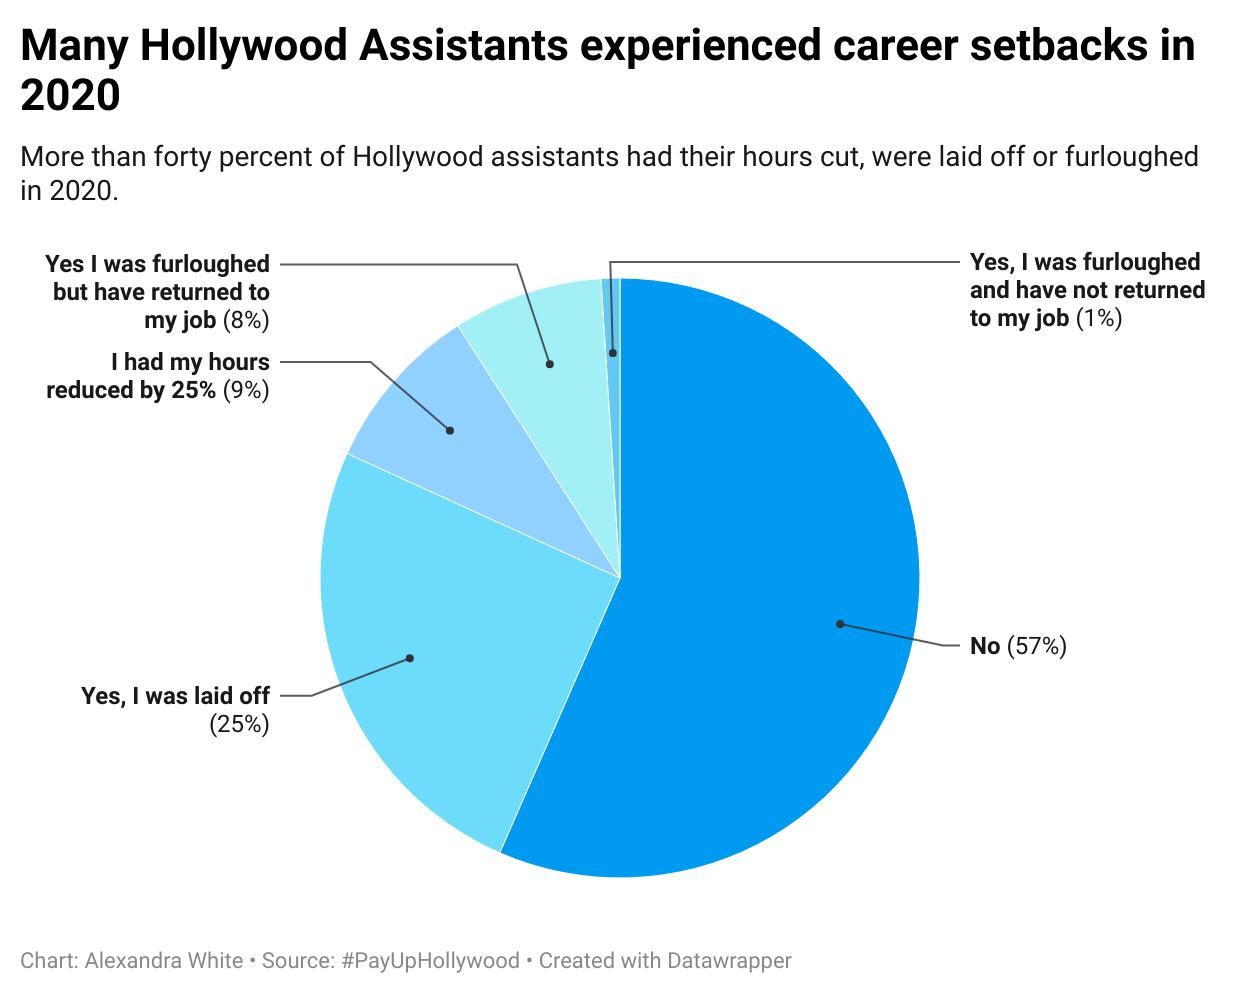 Many Hollywood Assistants experienced career setbacks in
2020
More than forty percent of Hollywood assistants had their hours cut, were laid off or furloughed
in 2020.
Yes I was furloughed
but have returned to
my job (8%)
I had my hours
reduced by 25% (9%)
Yes, I was laid off
(25%)
Yes, I was furloughed
and have not returned
to my job (1%)
No (57%)
Chart: Alexandra White • Source: #PayUpHollywood • Created with Datawrapper